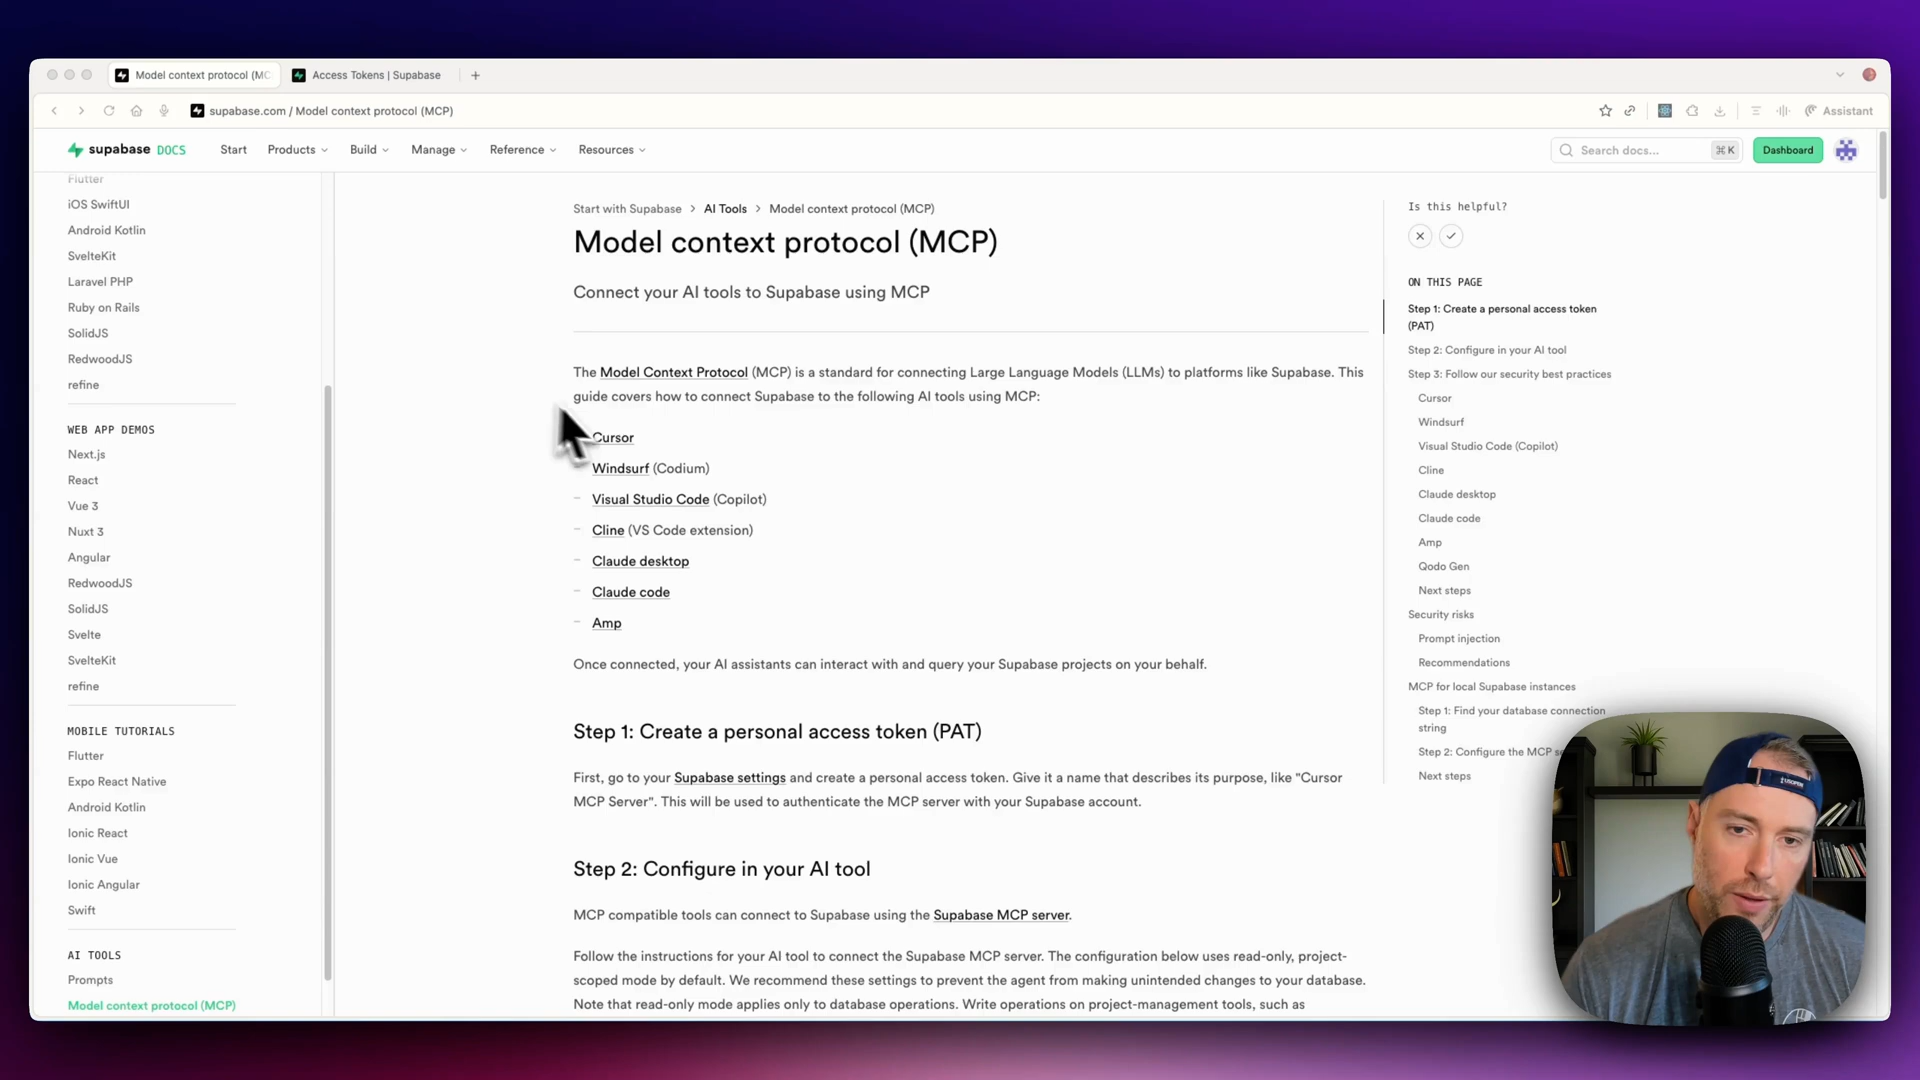 Model context protocol (MC
Access Tokens | Supabase
supabase.com / Model context protocol (MCP)
Assistant
supabase DOCS
Start
Products
Build
Manage
Reference
Resources
Search docs...
⌘K
Dashboard
Flutter
iOS SwiftUI
Android Kotlin
SvelteKit
Laravel PHP
Ruby on Rails
SolidJS
RedwoodJS
refine
WEB APP DEMOS
Next.js
React
Vue 3
Nuxt 3
Angular
RedwoodJS
SolidJS
Svelte
SvelteKit
refine
MOBILE TUTORIALS
Flutter
Expo React Native
Android Kotlin
Ionic React
Ionic Vue
Ionic Angular
Swift
AI TOOLS
Prompts
Model context protocol (MCP)
Start with Supabase > AI Tools > Model context protocol (MCP)
Model context protocol (MCP)
Connect your AI tools to Supabase using MCP
The Model Context Protocol (MCP) is a standard for connecting Large Language Models (LLMs) to platforms like Supabase. This
guide covers how to connect Supabase to the following AI tools using MCP:
Cursor
Windsurf (Codium)
– Visual Studio Code (Copilot)
– Cline (VS Code extension)
– Claude desktop
– Claude code
– Amp
Once connected, your AI assistants can interact with and query your Supabase projects on your behalf.
Step 1: Create a personal access token (PAT)
First, go to your Supabase settings and create a personal access token. Give it a name that describes its purpose, like "Cursor
MCP Server". This will be used to authenticate the MCP server with your Supabase account.
Step 2: Configure in your AI tool
MCP compatible tools can connect to Supabase using the Supabase MCP server.
Follow the instructions for your AI tool to connect the Supabase MCP server. The configuration below uses read-only, project-
scoped mode by default. We recommend these settings to prevent the agent from making unintended changes to your database.
Note that read-only mode applies only to database operations. Write operations on project-management tools, such as
Is this helpful?
ON THIS PAGE
Step 1: Create a personal access token
(PAT)
Step 2: Configure in your AI tool
Step 3: Follow our security best practices
Cursor
Windsurf
Visual Studio Code (Copilot)
Cline
Claude desktop
Claude code
Amp
Qodo Gen
Next steps
Security risks
Prompt injection
Recommendations
MCP for local Supabase instances
Step 1: Find your database connection
string
Step 2: Configure the MCP se
Next steps